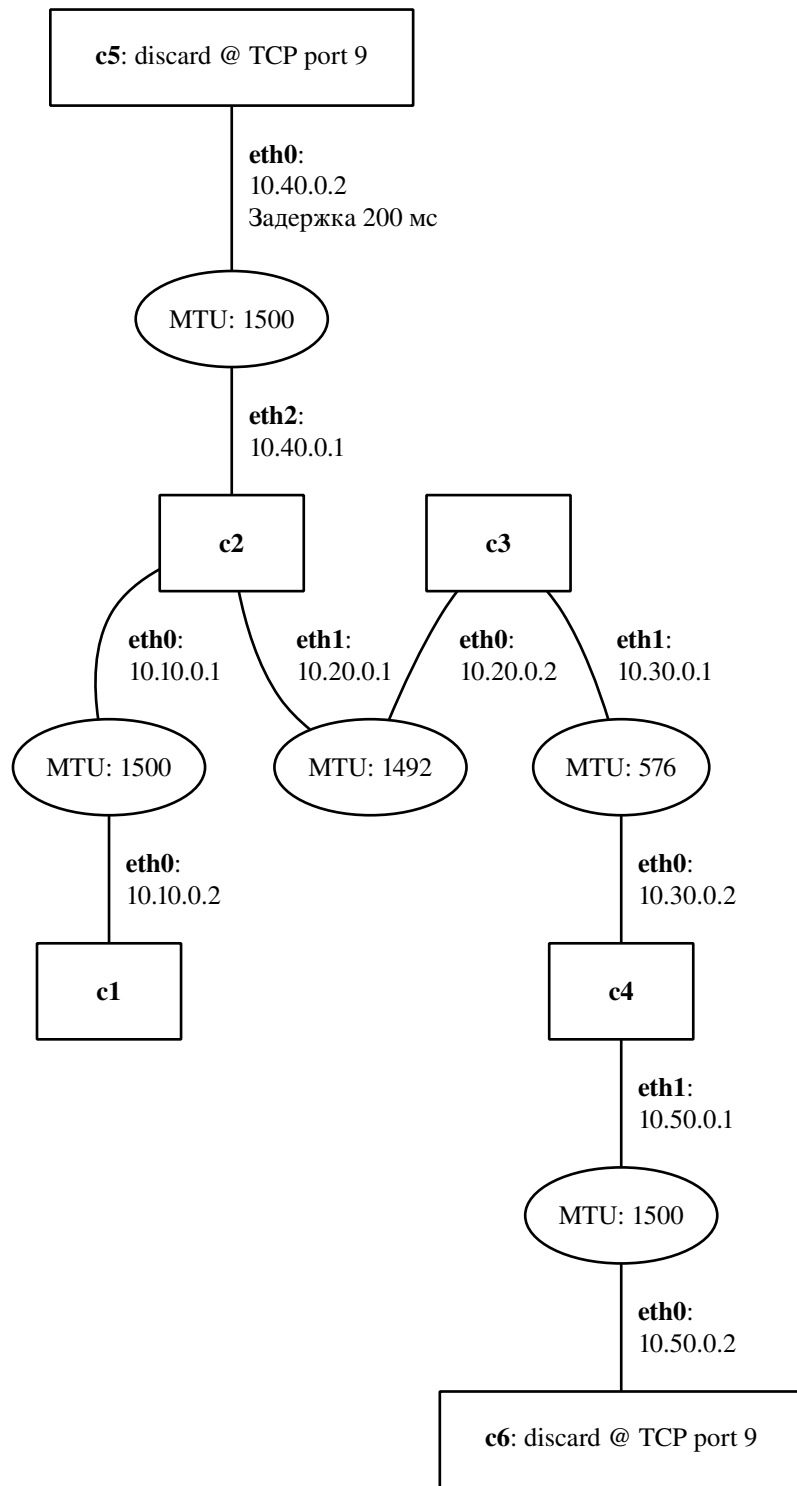 c5: discard @ TCP port 9
eth0:
10.40.0.2
Задержка 200 мс
MTU: 1500
eth2:
10.40.0.1
c2
c3
eth0:
10.10.0.1
eth1:
10.20.0.1
eth0:
10.20.0.2
eth1:
10.30.0.1
MTU: 1500
MTU: 1492
MTU: 576
eth0:
10.10.0.2
eth0:
10.30.0.2
c1
c4
eth1:
10.50.0.1
MTU: 1500
eth0:
10.50.0.2
c6: discard @ TCP port 9